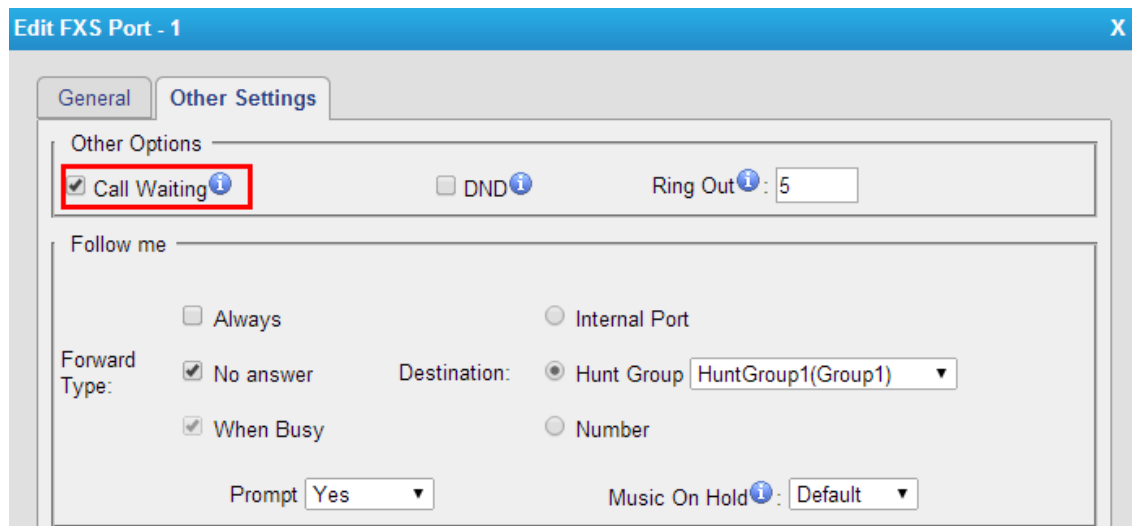 Edit FXS Port - 1 X
General Other Settings
Other Options
Call Waiting DND Ring Out : 5
Follow me
Always Internal Port
Forward Type: No answer Destination: Hunt Group HuntGroup1(Group1)
When Busy Number
Prompt Yes Music On Hold : Default